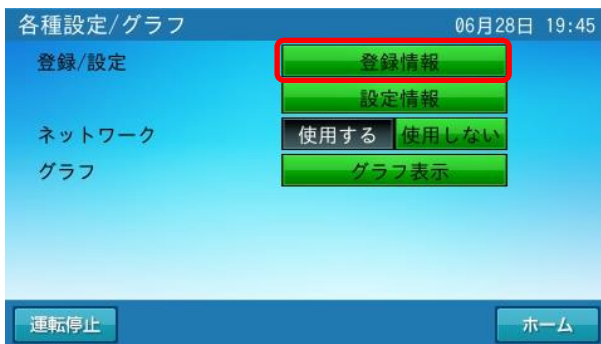 各種設定/グラフ 06月28日 19:45
登録/設定 登録情報
設定情報
ネットワーク 使用する 使用しない
グラフ グラフ表示
運転停止 ホーム